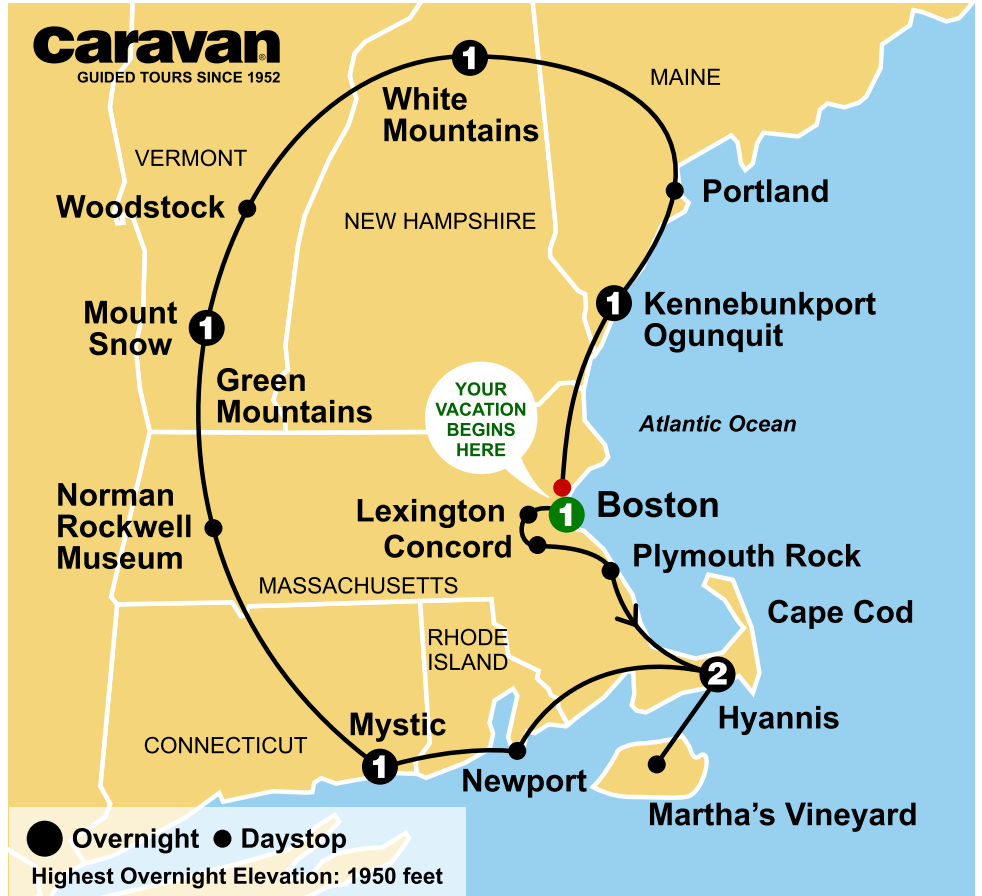 caravan®
GUIDED TOURS SINCE 1952
1
White
Mountains
MAINE
VERMONT
Woodstock
NEW HAMPSHIRE
Portland
Mount
Snow
1
1
Kennebunkport
Ogunquit
Green
Mountains
YOUR
VACATION
BEGINS
HERE
Atlantic Ocean
Norman
Rockwell
Museum
Lexington
Concord
1
Boston
Plymouth Rock
MASSACHUSETTS
Cape Cod
RHODE
ISLAND
2
Hyannis
Mystic
CONNECTICUT
1
Newport
Martha's Vineyard
Overnight
Daystop
Highest Overnight Elevation: 1950 feet